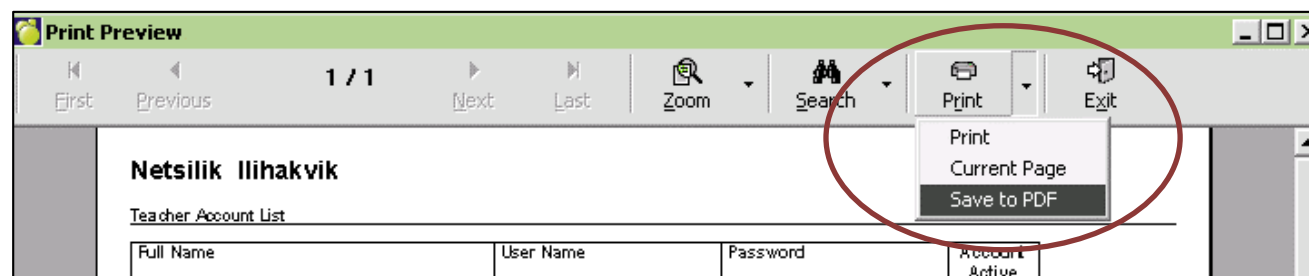 Print Preview
1 / 1
First Previous Next Last Zoom Search Print Exit
Print
Current Page
Save to PDF
Netsilik Ilihakvik
Teacher Account List
Full Name User Name Password Account
Active